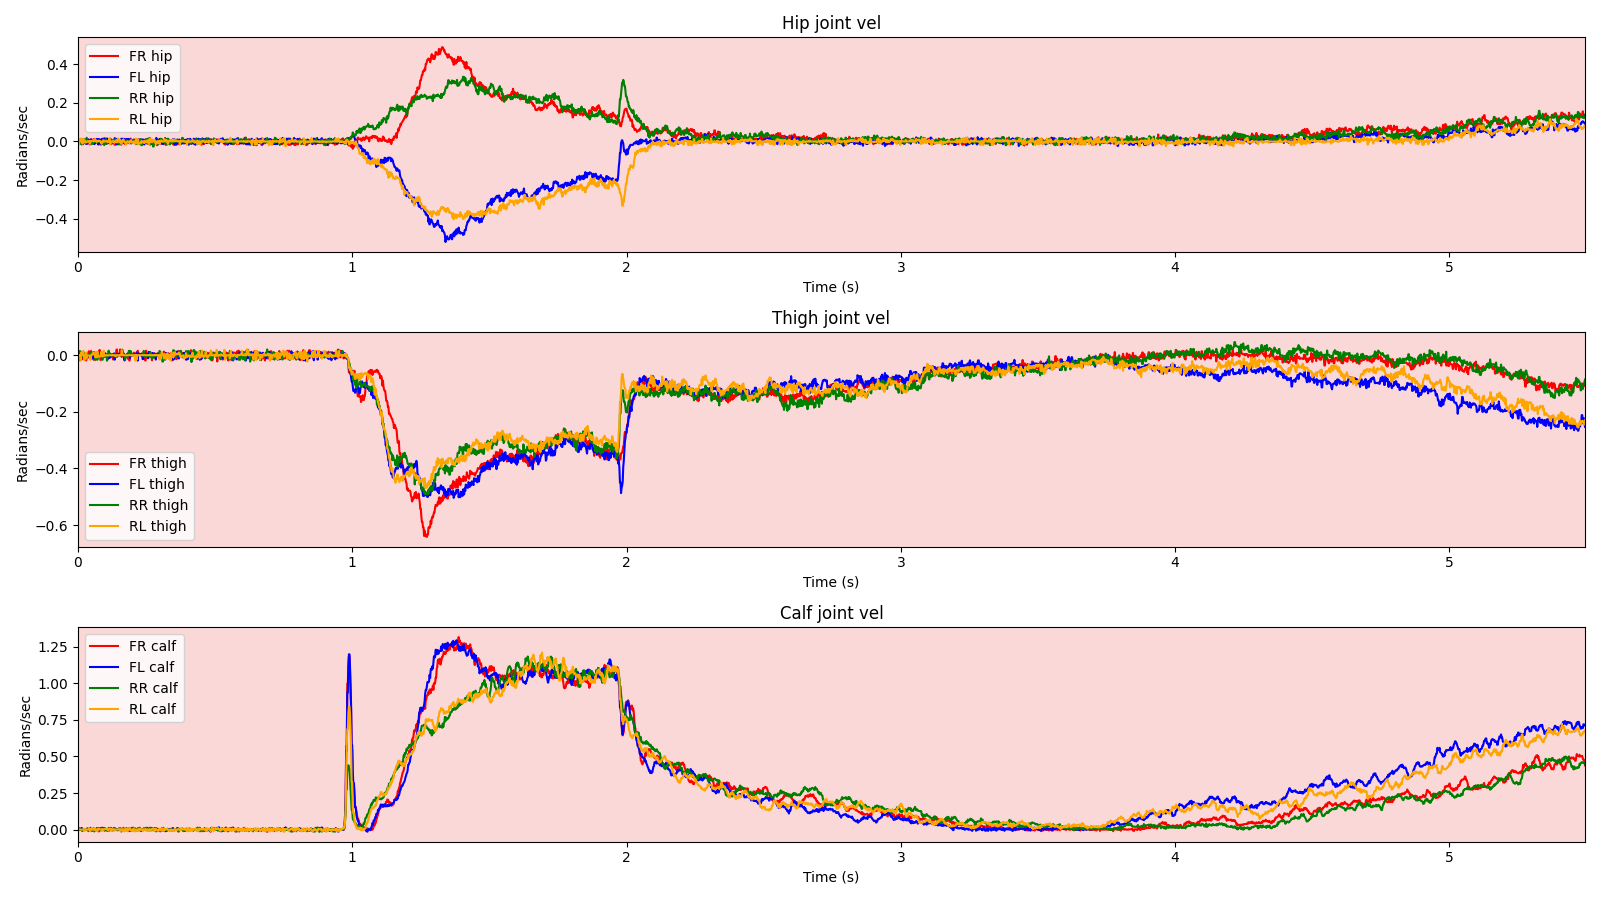 Hip joint vel
Radians/sec
0.4
0.2
0.0
−0.2
−0.4
FR hip
FL hip
RR hip
RL hip
0 1 2 3 4 5
Time (s)
Thigh joint vel
Radians/sec
0.0
−0.2
−0.4
−0.6
FR thigh
FL thigh
RR thigh
RL thigh
0 1 2 3 4 5
Time (s)
Calf joint vel
Radians/sec
1.25
1.00
0.75
0.50
0.25
0.00
FR calf
FL calf
RR calf
RL calf
0 1 2 3 4 5
Time (s)